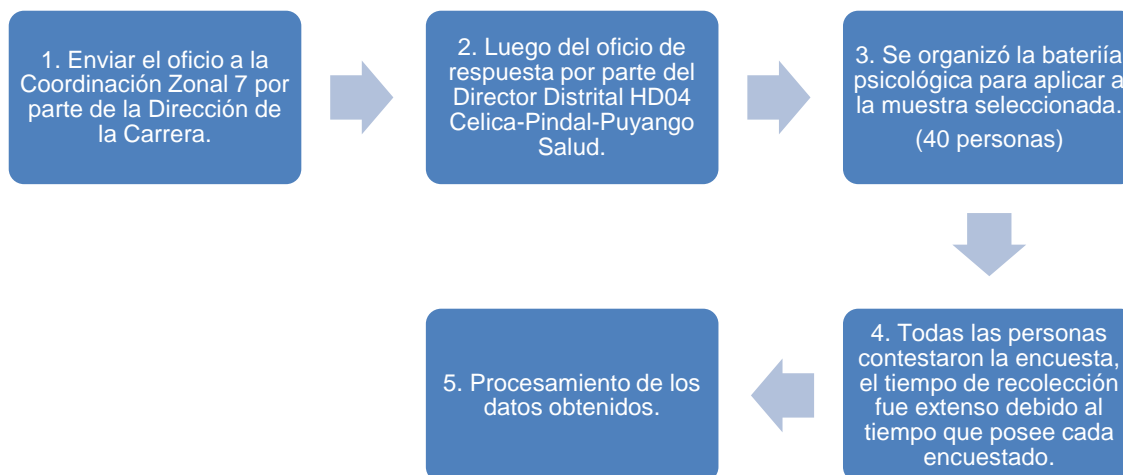 1. Enviar el oficio a la
Coordinación Zonal 7 por
parte de la Dirección de
la Carrera.
2. Luego del oficio de
respuesta por parte del
Director Distrital HD04
Celica-Pindal-Puyango
Salud.
3. Se organizó la bateriía
psicológica para aplicar a
la muestra seleccionada.
(40 personas)
4. Todas las personas
contestaron la encuesta,
el tiempo de recolección
fue extenso debido al
tiempo que posee cada
encuestado.
5. Procesamiento de los
datos obtenidos.